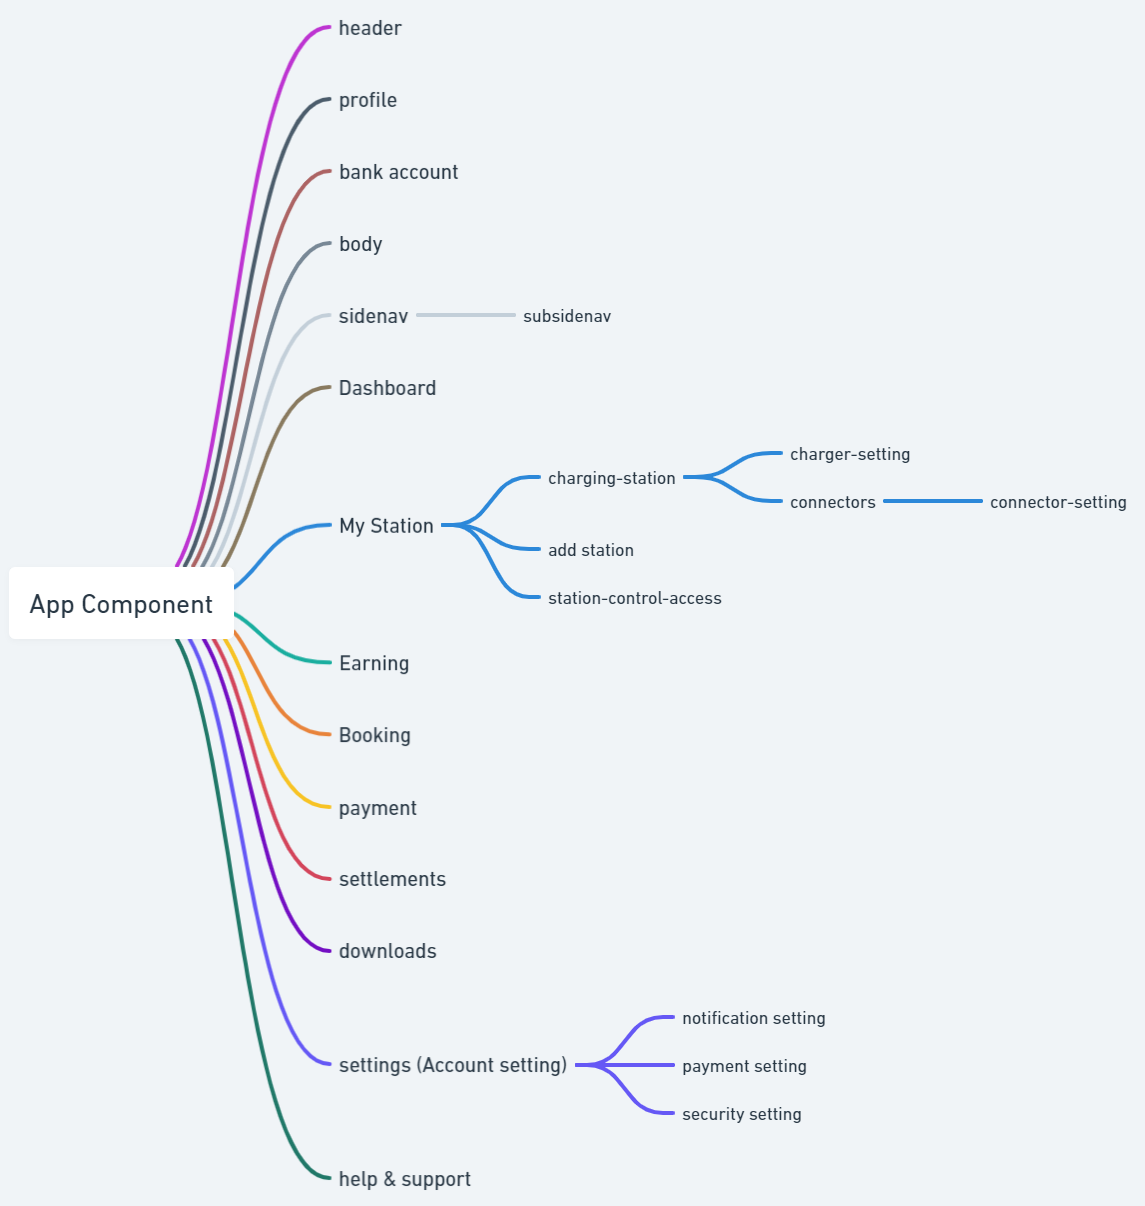 header
profile
bank account
body
sidenav
subsidenav
Dashboard
My Station
charging-station
charger-setting
connectors
connector-setting
add station
station-control-access
App Component
Earning
Booking
payment
settlements
downloads
settings (Account setting)
notification setting
payment setting
security setting
help & support